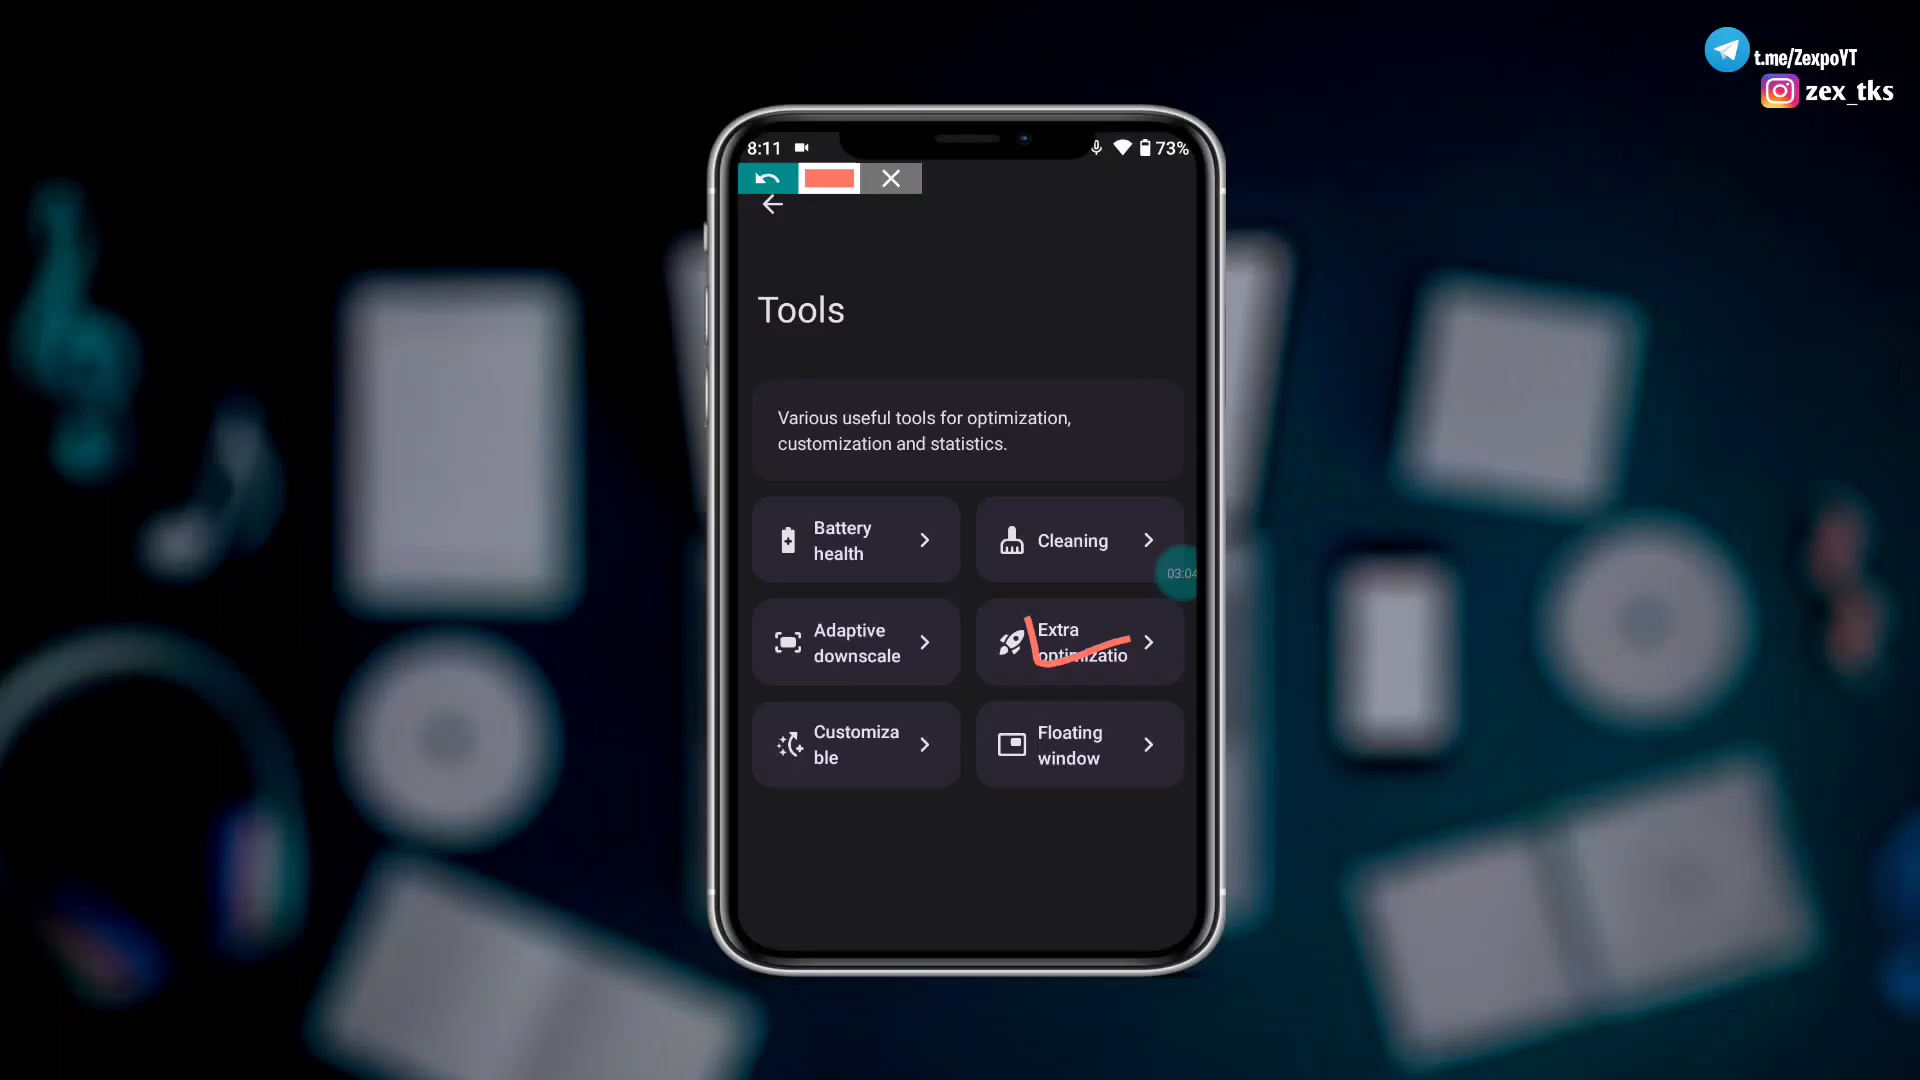 t.me/ZexpoYT
zex_tks
8:11
73%
Tools
Various useful tools for optimization,
customization and statistics.
Battery
health
Cleaning
03:04
Adaptive
downscale
Extra
optimizatio
Customiza
ble
Floating
window